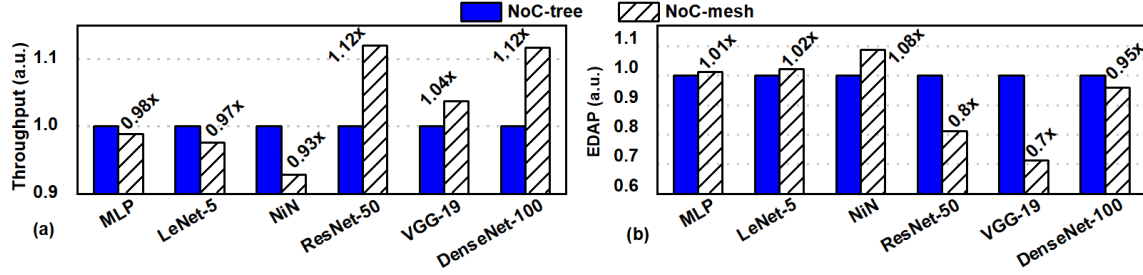 NoC-tree NoC-mesh
Throughput (a.u.)
1.1
1.0
0.9
0.98x
0.97x
0.93x
1.12x
1.04x
1.12x
MLP
LeNet-5
NiN
ResNet-50
VGG-19
DenseNet-100
(a)
EDAP (a.u.)
1.1
1.0
0.9
0.8
0.7
0.6
1.01x
1.02x
1.08x
0.8x
0.7x
0.95x
MLP
LeNet-5
NiN
ResNet-50
VGG-19
DenseNet-100
(b)